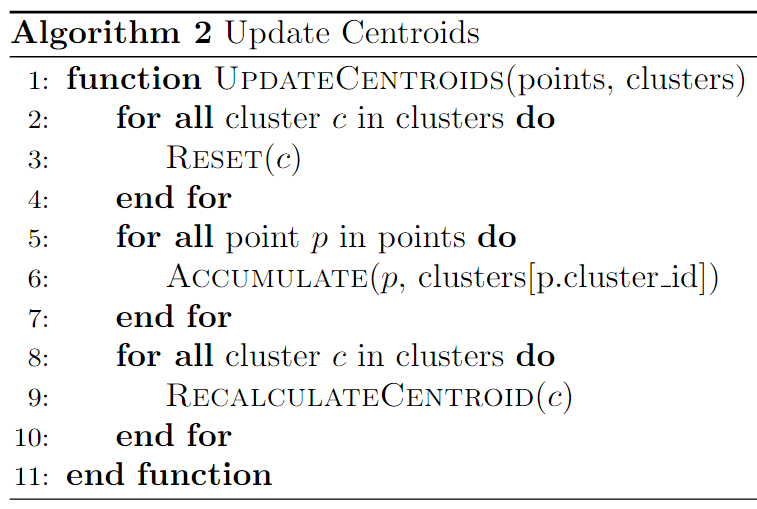 Algorithm 2 Update Centroids
1: function UPDATECENTROIDS(points, clusters)
2: for all cluster c in clusters do
3: RESET(c)
4: end for
5: for all point p in points do
6: ACCUMULATE(p, clusters[p.cluster_id])
7: end for
8: for all cluster c in clusters do
9: RECALCULATECENTROID(c)
10: end for
11: end function